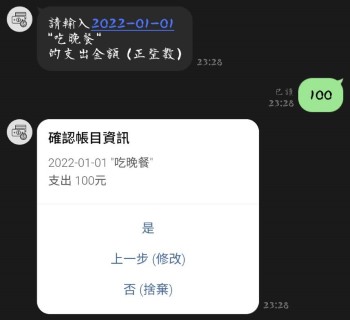 請輸入2022-01-01
"吃晚餐"
的支出金額 (正整數)
23:28
已讀
23:28
100
確認帳目資訊
2022-01-01 "吃晚餐"
支出 100元
是
上一步 (修改)
否 (捨棄)
23:28